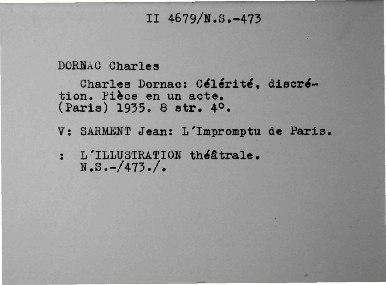 II 4679/N.S.-473
DORNAC Charles
Charles Dornac: Célérité, discré-
tion. Pièce en un acte.
(Paris) 1935. 8 str. 4°.
V: SARMENT Jean: L'Impromptu de Paris.
: L'ILLUSTRATION théâtrale.
N.S.-/473./.